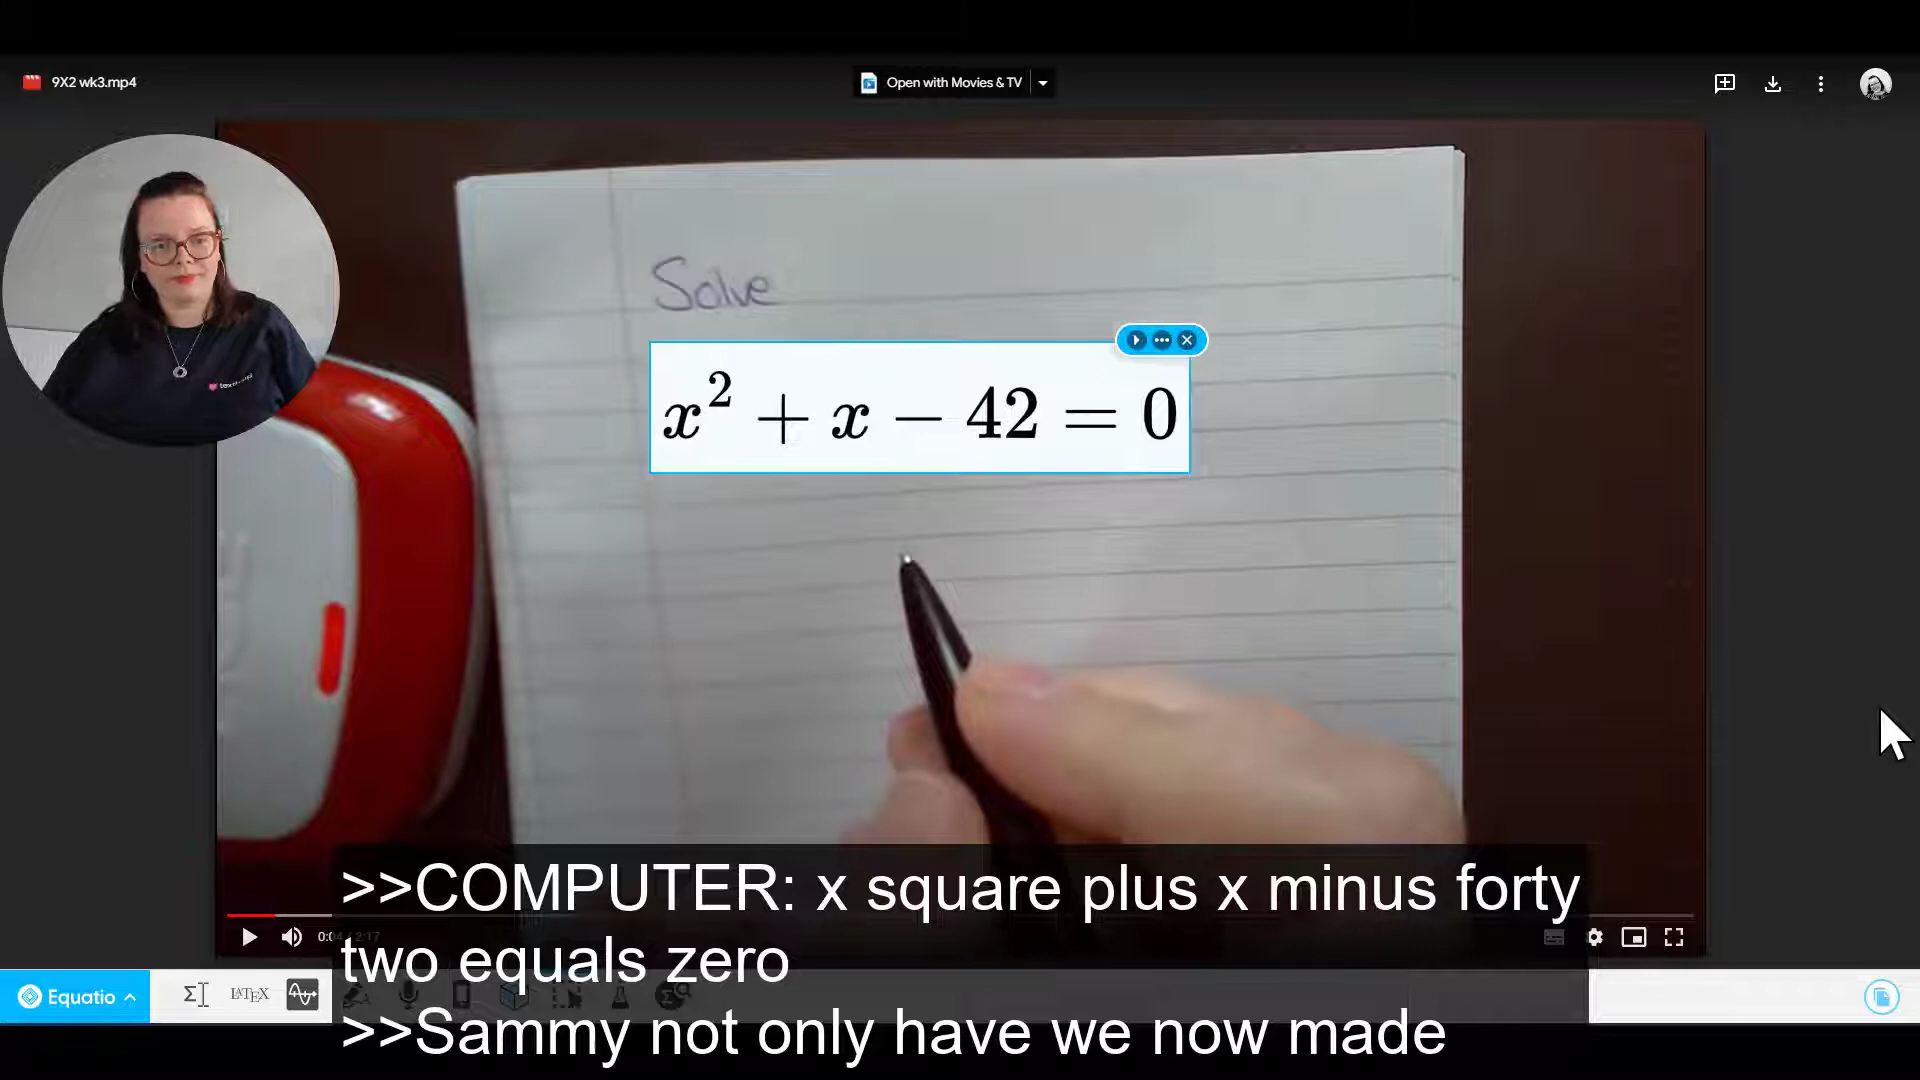 9X2 wk3.mp4
Open with Movies & TV
Solve
x² + x − 42 = 0
>>COMPUTER: x square plus x minus forty
two equals zero
>>Sammy not only have we now made
Equatio
LATEX